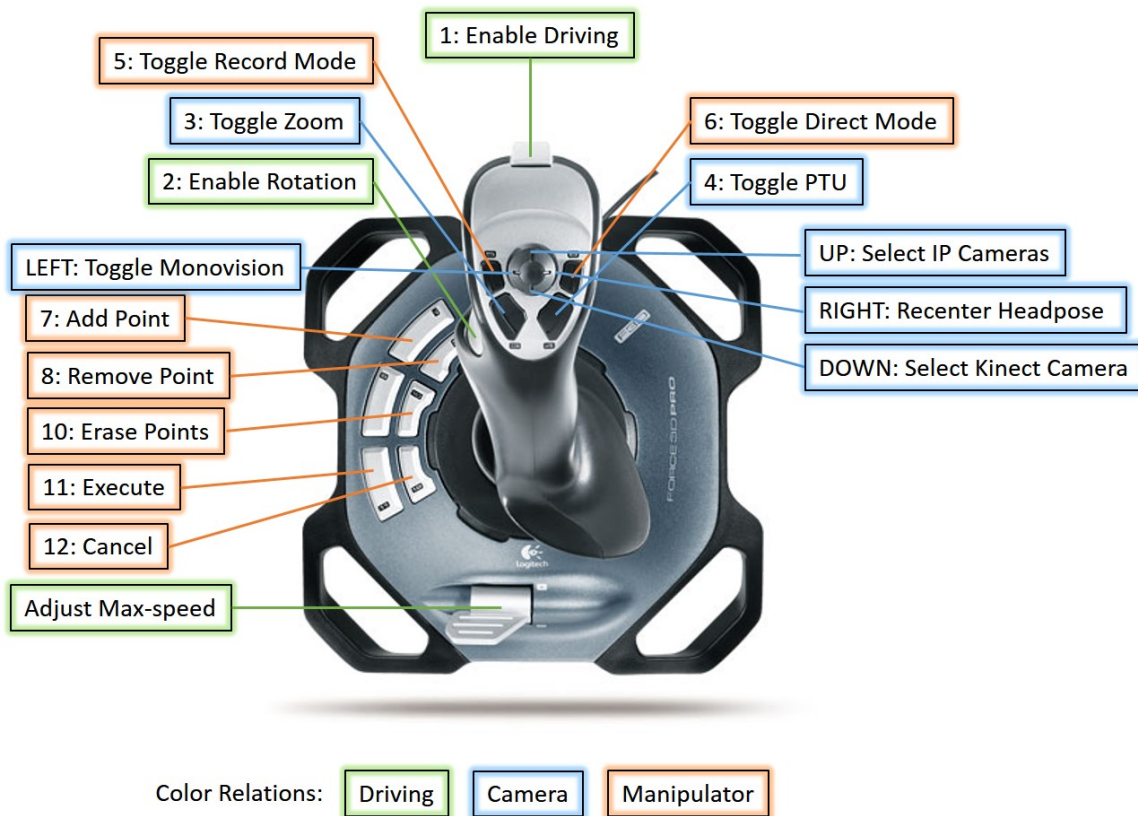 1: Enable Driving
5: Toggle Record Mode
3: Toggle Zoom
6: Toggle Direct Mode
2: Enable Rotation
4: Toggle PTU
LEFT: Toggle Monovision
UP: Select IP Cameras
7: Add Point
RIGHT: Recenter Headpose
8: Remove Point
DOWN: Select Kinect Camera
10: Erase Points
11: Execute
12: Cancel
FORCE 3D PRO
Logitech
Adjust Max-speed
Color Relations: Driving Camera Manipulator